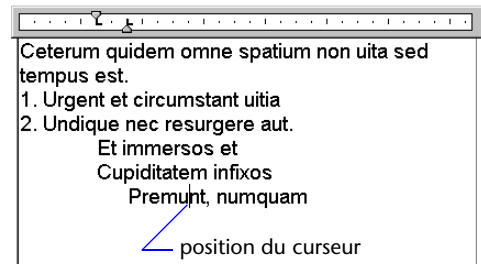 Ceterum quidem omne spatium non uita sed
tempus est.
1. Urgent et circumstant uitia
2. Undique nec resurgere aut.
Et immersos et
Cupiditatem infixos
Premunt, numquam
position du curseur